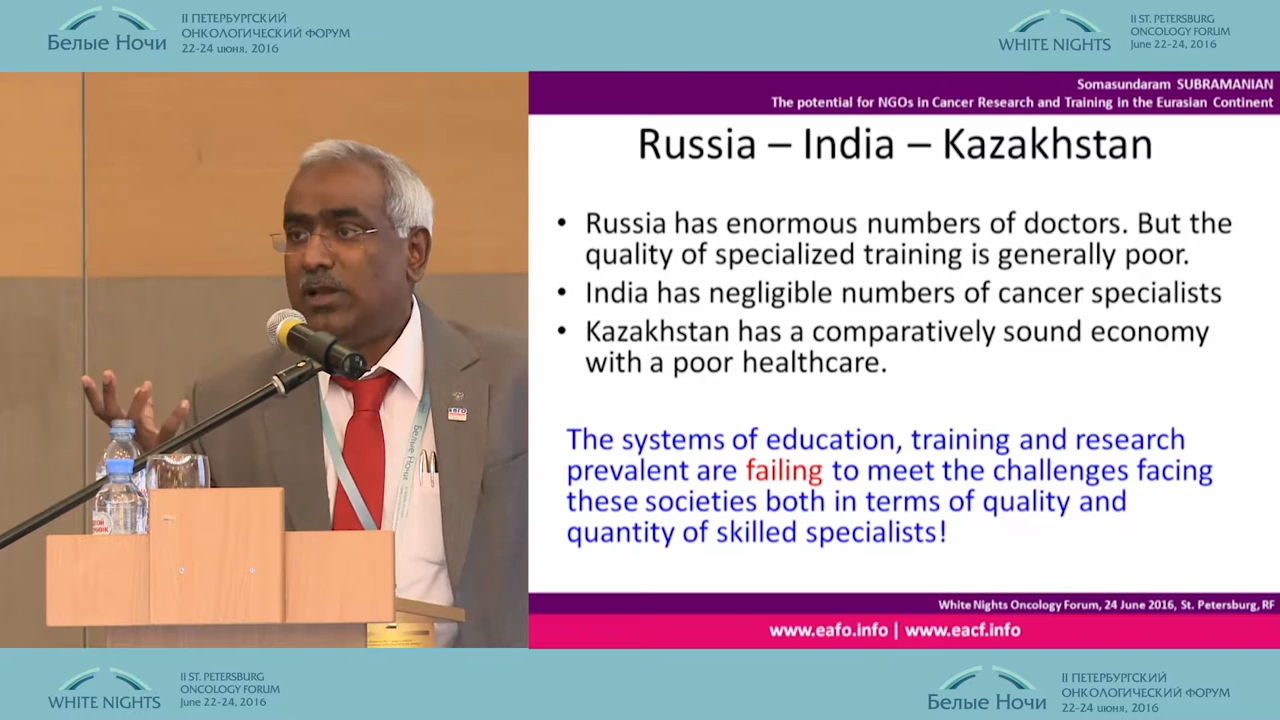 II ПЕТЕРБУРГСКИЙ
ОНКОЛОГИЧЕСКИЙ ФОРУМ
Белые Ночи
22-24 июня, 2016
II ST. PETERSBURG
ONCOLOGY FORUM
WHITE NIGHTS
June 22-24, 2016
Somasundaram SUBRAMANIAN
The potential for NGOs in Cancer Research and Training in the Eurasian Continent
Russia – India – Kazakhstan
• Russia has enormous numbers of doctors. But the
quality of specialized training is generally poor.
• India has negligible numbers of cancer specialists
• Kazakhstan has a comparatively sound economy
with a poor healthcare.
The systems of education, training and research
prevalent are failing to meet the challenges facing
these societies both in terms of quality and
quantity of skilled specialists!
White Nights Oncology Forum, 24 June 2016, St. Petersburg, RF
www.eafo.info | www.eacf.info
Белые Ночи
II ST. PETERSBURG
ONCOLOGY FORUM
WHITE NIGHTS
June 22-24, 2016
II ПЕТЕРБУРГСКИЙ
ОНКОЛОГИЧЕСКИЙ ФОРУМ
Белые Ночи
22-24 июня, 2016